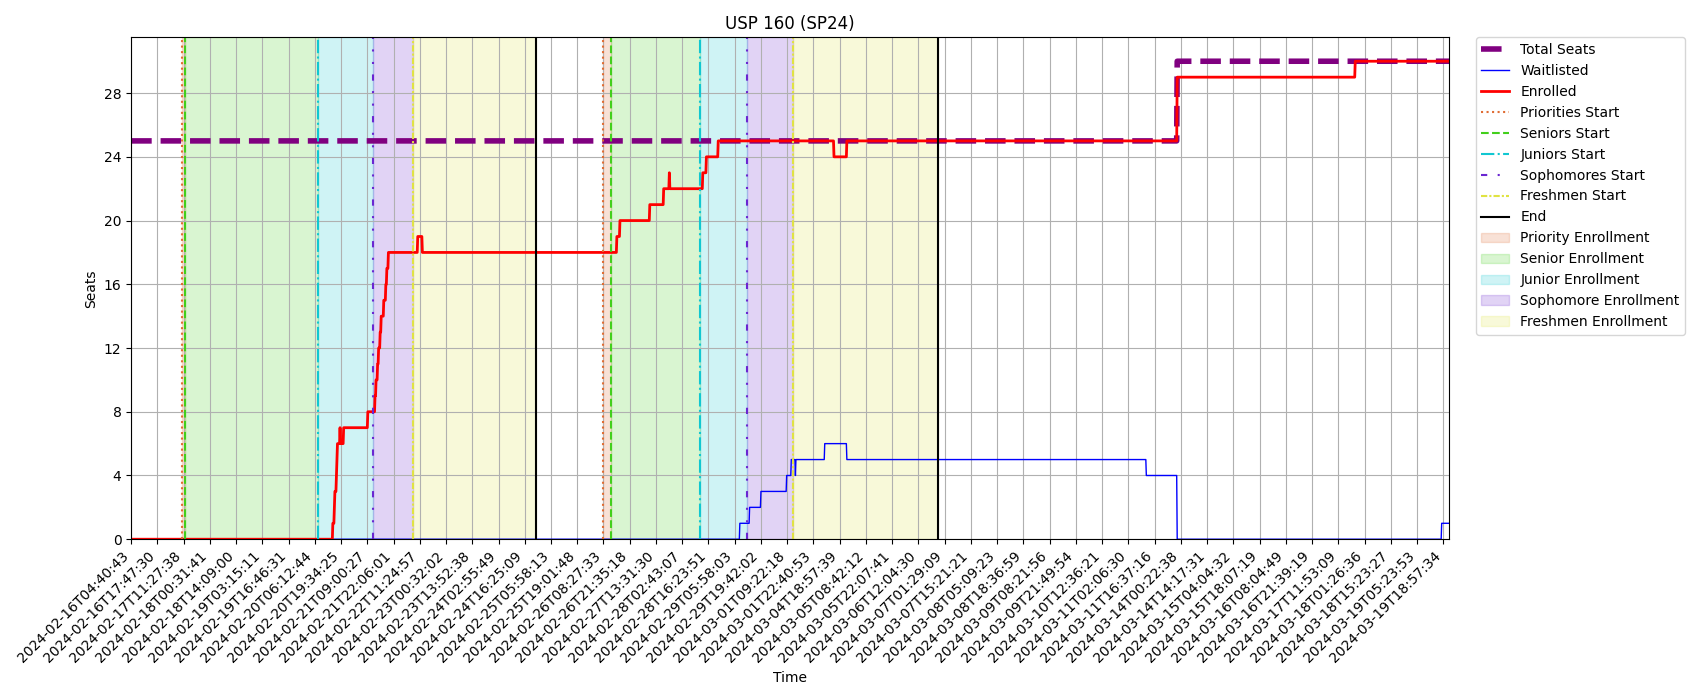 USP 160 (SP24)
Seats
28
24
20
16
12
8
4
0
2024-02-16T04:40:43
2024-02-16T17:47:30
2024-02-17T11:27:38
2024-02-18T00:31:41
2024-02-18T14:09:00
2024-02-19T03:15:11
2024-02-19T16:46:31
2024-02-20T06:12:44
2024-02-20T19:34:25
2024-02-21T09:00:27
2024-02-21T22:06:01
2024-02-22T11:24:57
2024-02-23T00:32:02
2024-02-23T13:52:38
2024-02-24T02:55:49
2024-02-24T16:25:09
2024-02-25T05:58:13
2024-02-25T19:01:48
2024-02-26T08:27:33
2024-02-26T21:35:18
2024-02-27T13:31:30
2024-02-28T02:43:07
2024-02-28T16:23:51
2024-02-29T05:58:03
2024-02-29T19:42:02
2024-03-01T09:22:18
2024-03-01T22:40:53
2024-03-04T18:57:39
2024-03-05T08:42:12
2024-03-05T22:07:41
2024-03-06T12:04:30
2024-03-07T01:29:09
2024-03-07T15:21:21
2024-03-08T05:09:23
2024-03-08T18:36:59
2024-03-09T08:21:56
2024-03-09T21:49:54
2024-03-10T12:36:21
2024-03-11T02:06:30
2024-03-11T16:37:16
2024-03-14T00:22:38
2024-03-14T14:17:31
2024-03-15T04:04:32
2024-03-15T18:07:19
2024-03-16T08:04:49
2024-03-16T21:39:19
2024-03-17T11:53:09
2024-03-18T01:26:36
2024-03-18T15:23:27
2024-03-19T05:23:53
2024-03-19T18:57:34
Time
Total Seats
Waitlisted
Enrolled
Priorities Start
Seniors Start
Juniors Start
Sophomores Start
Freshmen Start
End
Priority Enrollment
Senior Enrollment
Junior Enrollment
Sophomore Enrollment
Freshmen Enrollment